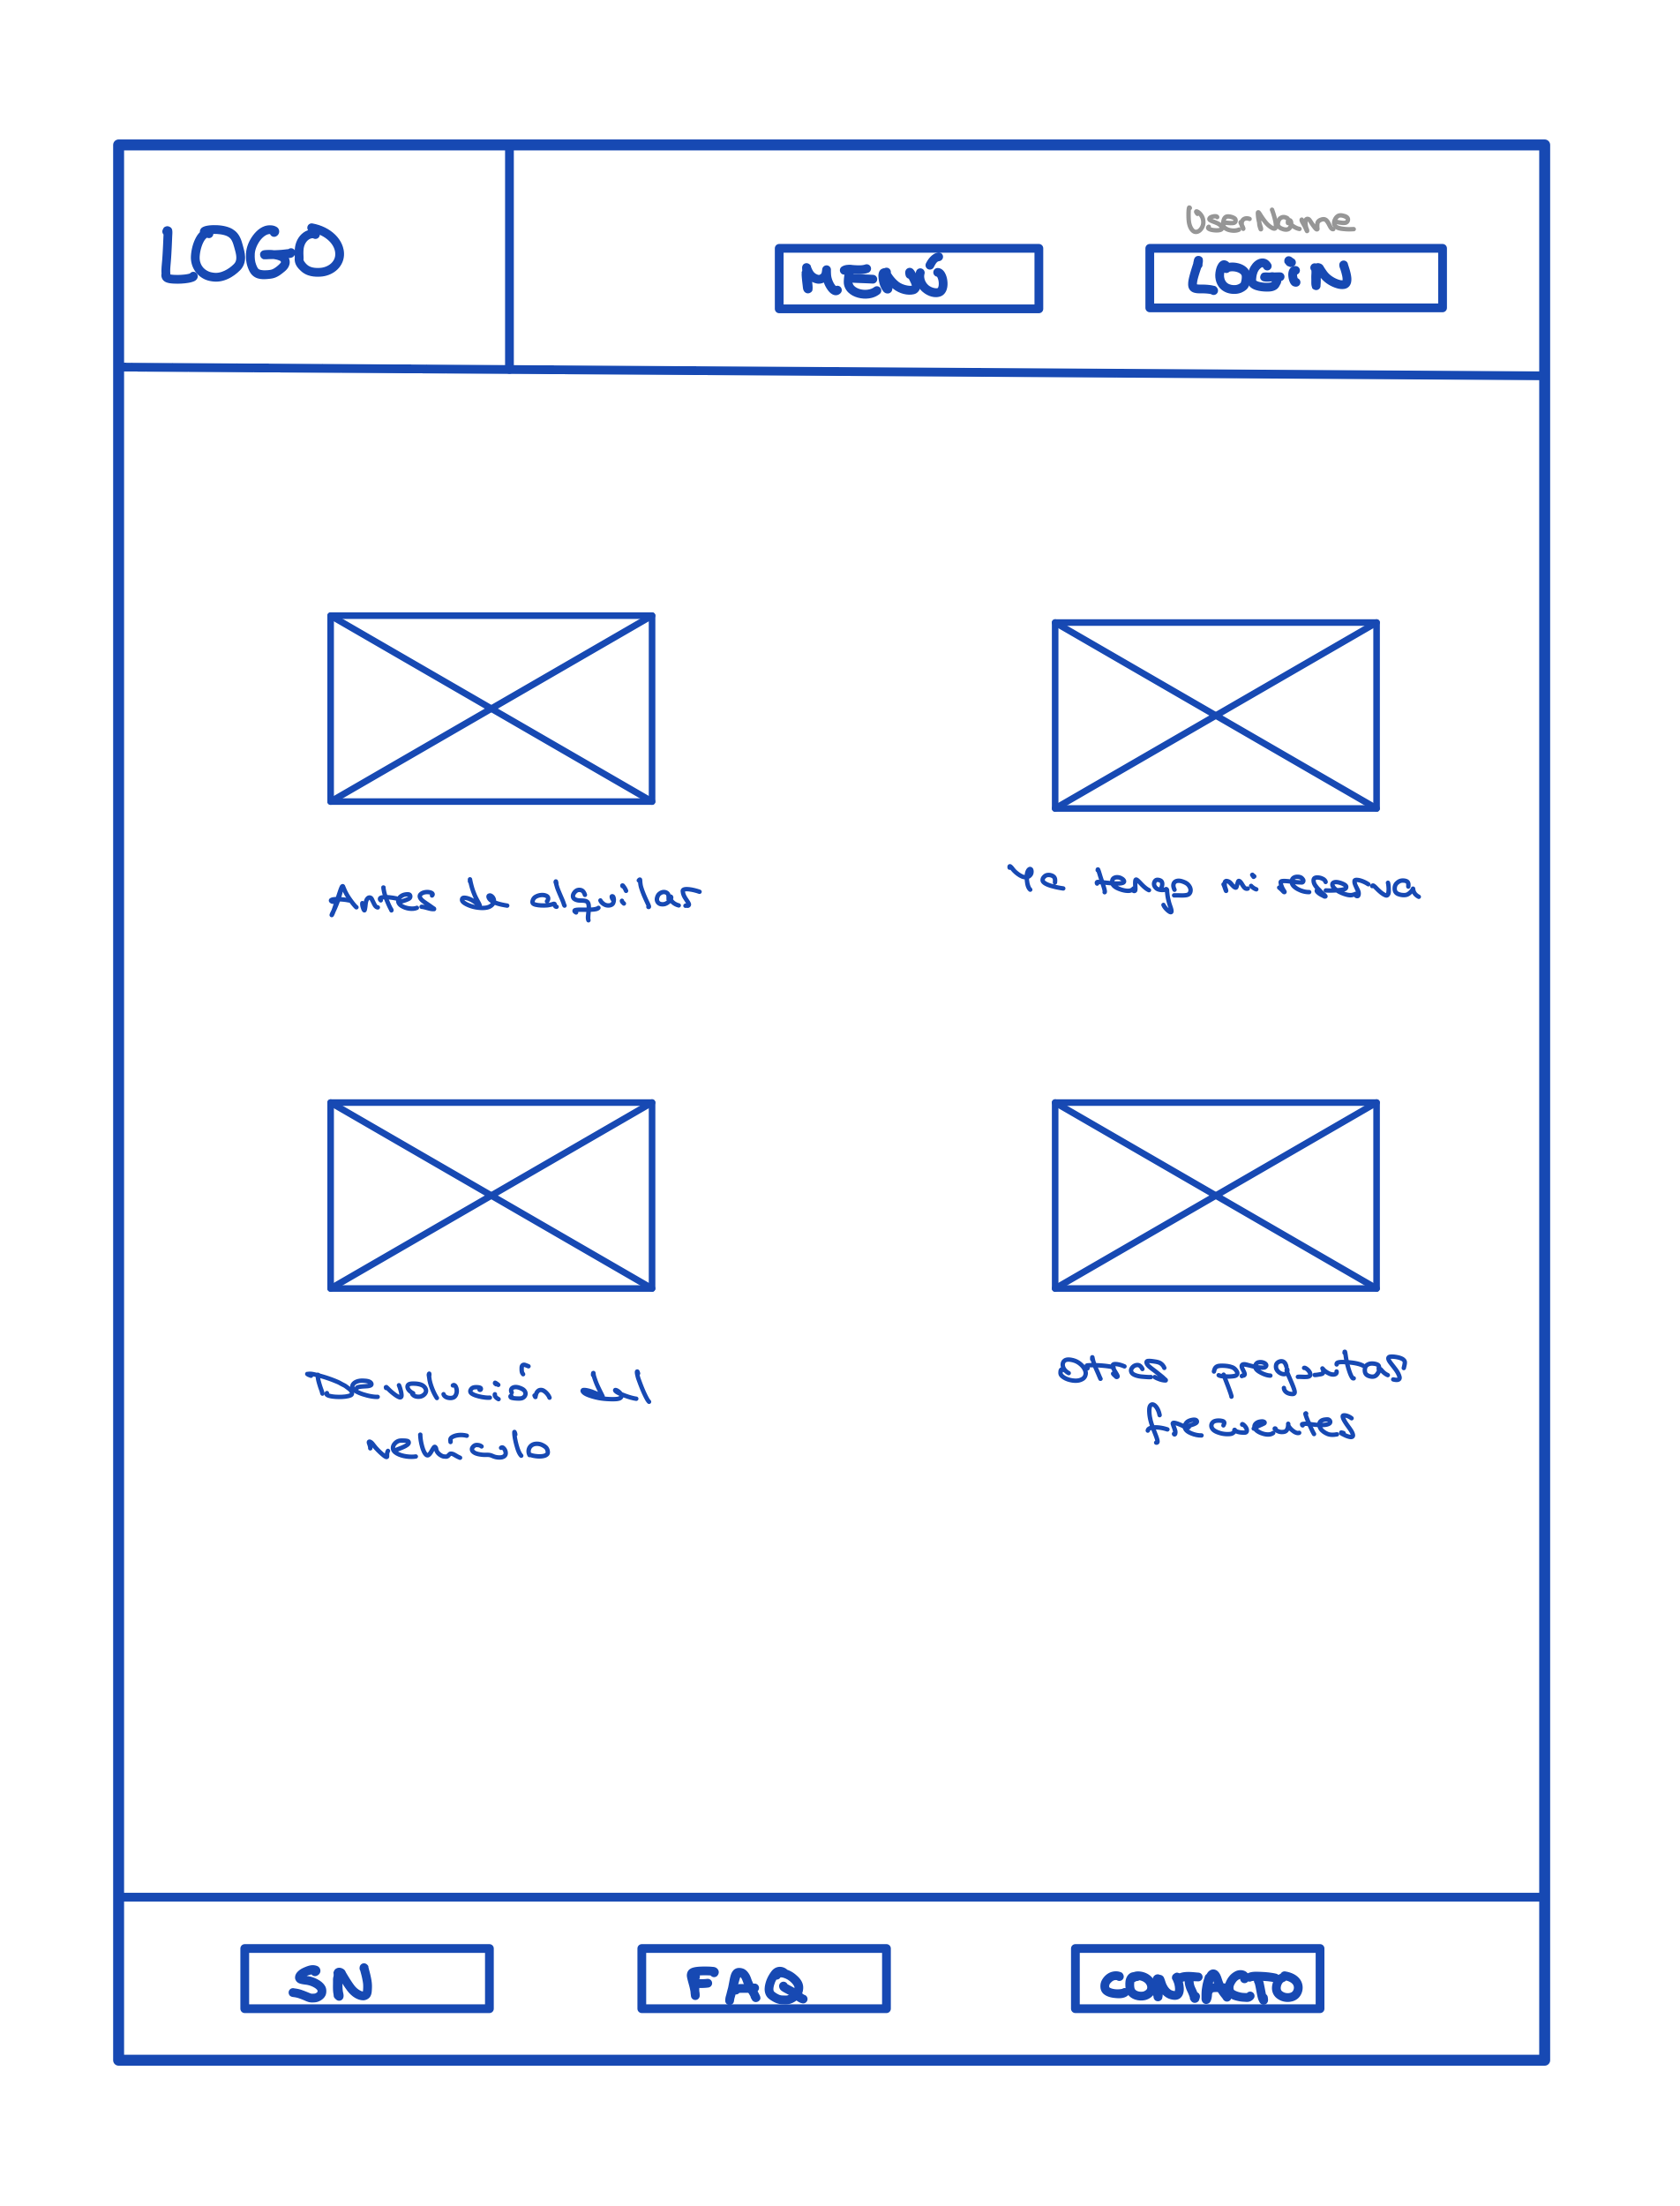 LOGO
UserName
MENÚ
LOGIN
Antes de alquilar
Ya tengo mi reserva
Devolución del
vehículo
otras preguntas
frecuentes
SN
FAQ
CONTACTO